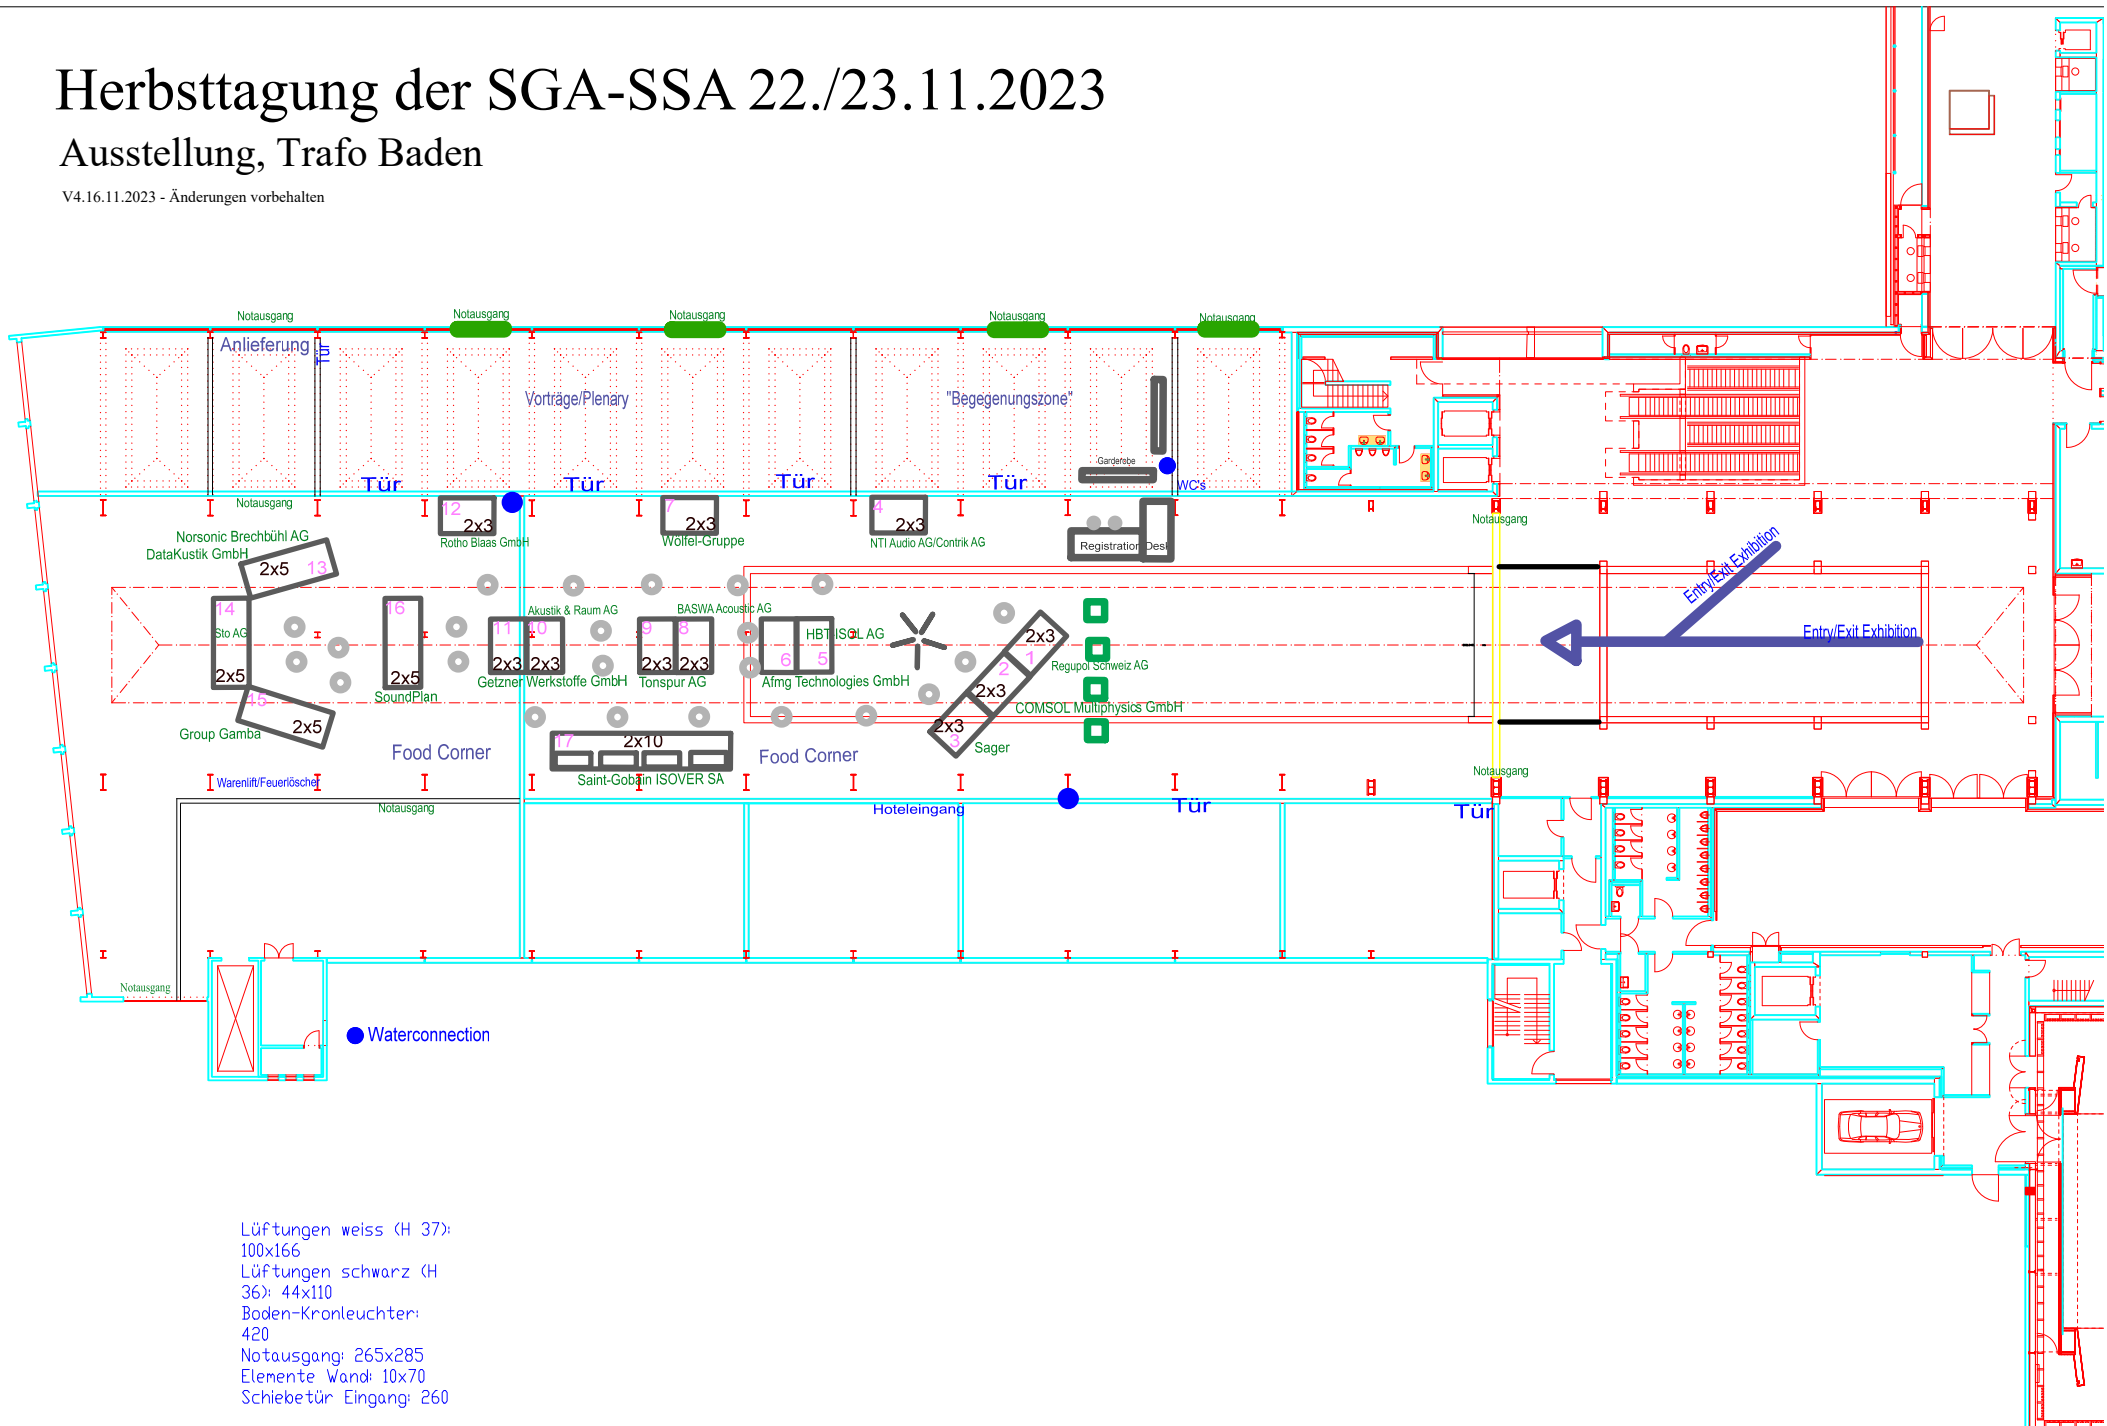 Herbsttagung der SGA-SSA 22./23.11.2023
Ausstellung, Trafo Baden
V4.16.11.2023 - Änderungen vorbehalten
Notausgang
Notausgang
Notausgang
Notausgang
Notausgang
Anlieferung
Tür
Vorträge/Plenary
"Begegenungszone"
Garderobe
Tür
Tür
Tür
Tür
WC's
Notausgang
12
2x3
Rotho Blaas GmbH
7
2x3
Wölfel-Gruppe
4
2x3
NTI Audio AG/Contrik AG
Registration Desk
Notausgang
Entry/Exit Exhibition
Entry/Exit Exhibition
Norsonic Brechbühl AG
DataKustik GmbH
2x5
13
14
Sto AG
2x5
15
2x5
Group Gamba
16
2x5
SoundPlan
Akustik & Raum AG
11
10
2x3
2x3
Getzner Werkstoffe GmbH
BASWA Acoustic AG
9
8
2x3
2x3
Tonspur AG
HBT-ISOL AG
6
5
Afmg Technologies GmbH
2x3
1
Regupol Schweiz AG
2
2x3
COMSOL Multiphysics GmbH
2x3
3
Sager
Food Corner
17
2x10
Saint-Gobain ISOVER SA
Food Corner
Notausgang
Warenlift/Feuerlöscher
Notausgang
Hoteleingang
Tür
Tür
Notausgang
Waterconnection
Lüftungen weiss (H 37):
100x166
Lüftungen schwarz (H
36): 44x110
Boden-Kronleuchter:
420
Notausgang: 265x285
Elemente Wand: 10x70
Schiebetür Eingang: 260